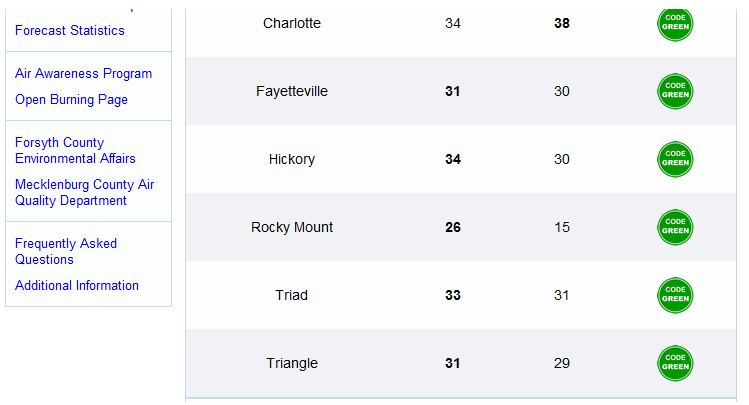 Forecast Statistics
Air Awareness Program
Open Burning Page
Forsyth County
Environmental Affairs
Mecklenburg County Air
Quality Department
Frequently Asked
Questions
Additional Information
Charlotte 34 38 CODE GREEN
Fayetteville 31 30 CODE GREEN
Hickory 34 30 CODE GREEN
Rocky Mount 26 15 CODE GREEN
Triad 33 31 CODE GREEN
Triangle 31 29 CODE GREEN